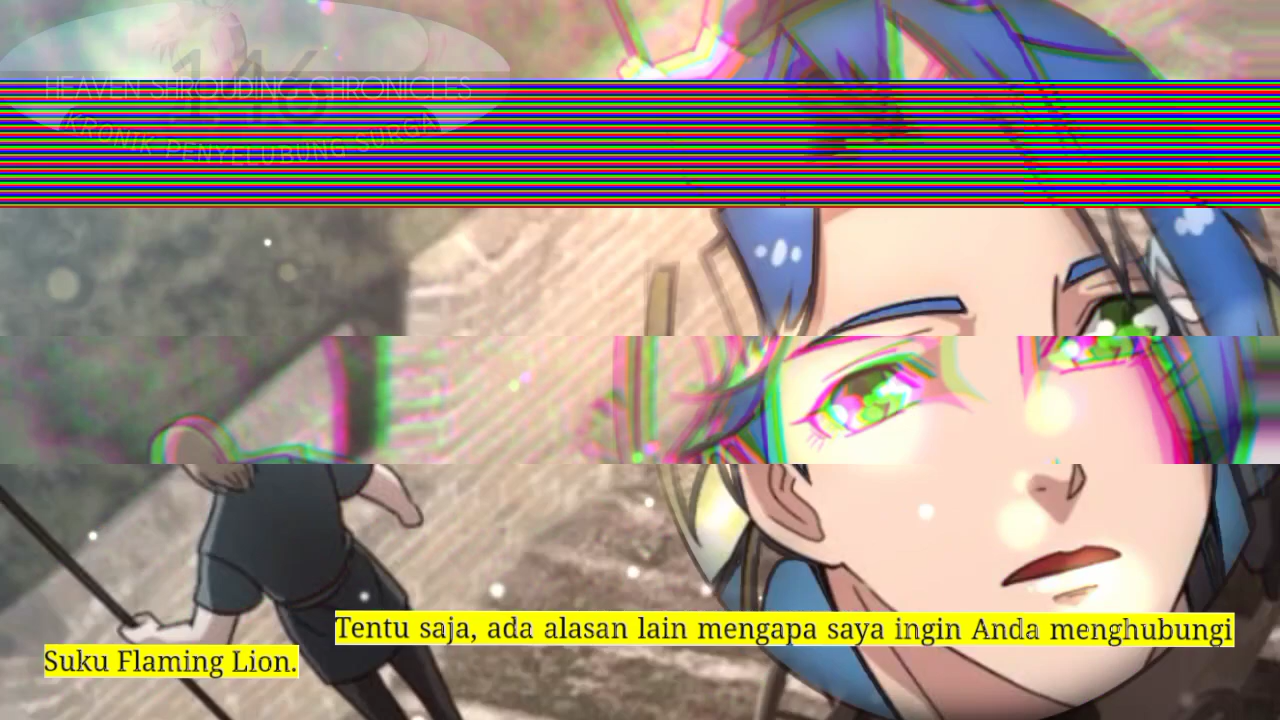 146
HEAVEN SHROUDING CHRONICLES
KRONIK PENYELUBUNG SURGA
Tentu saja, ada alasan lain mengapa saya ingin Anda menghubungi
Suku Flaming Lion.